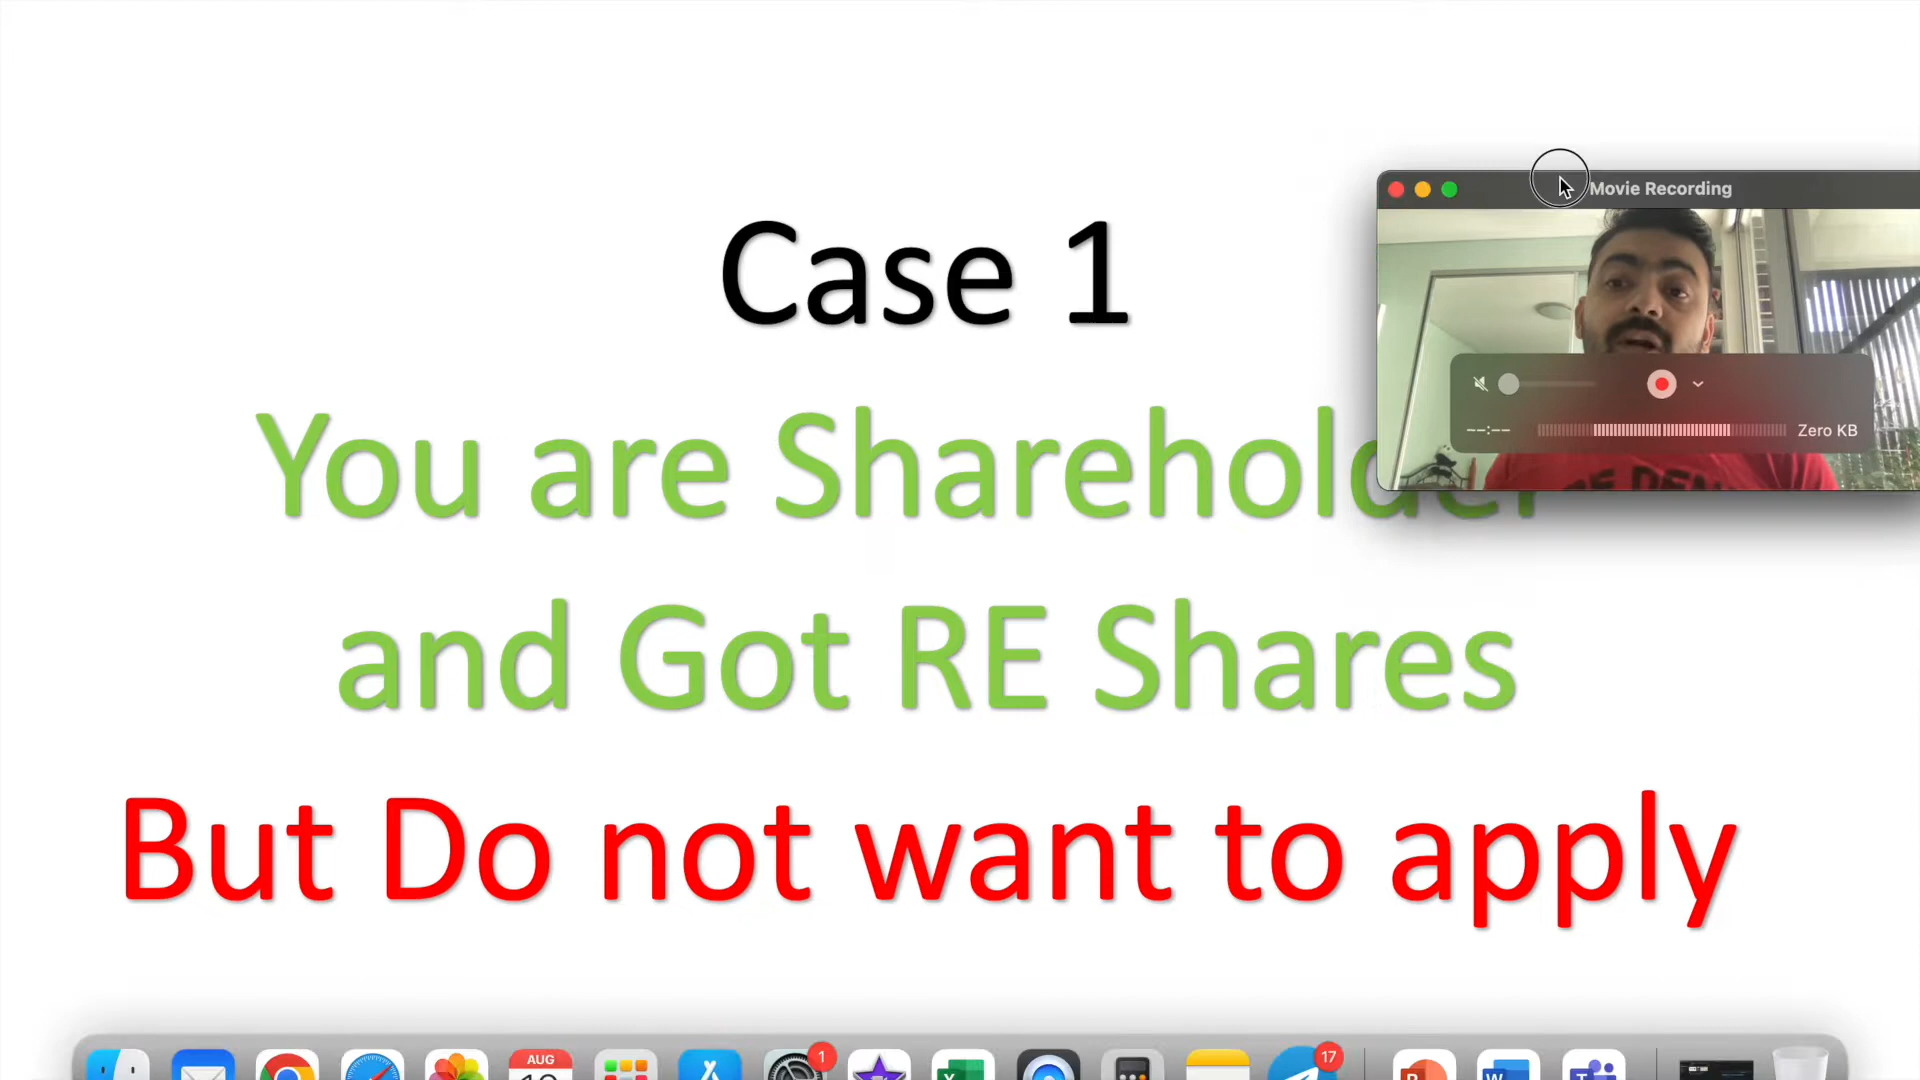 Case 1
You are Shareholder
and Got RE Shares
But Do not want to apply
Movie Recording
--:--
Zero KB
AUG
1
17